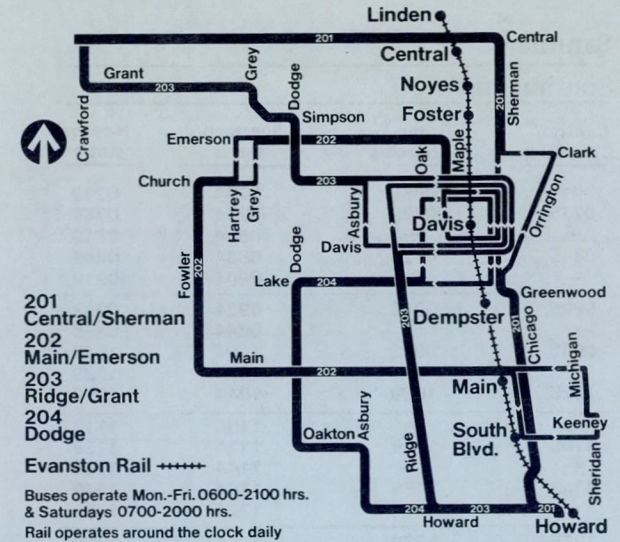 Linden
201
Central
Central
Grant
203
Grey
Dodge
Noyes
Sherman
201
Crawford
Foster
Simpson
Emerson
202
Oak
Maple
Clark
Church
203
Hartrey
Grey
Asbury
Davis
Orrington
Davis
Fowler
202
Dodge
Lake
204
203
Greenwood
Dempster
201
Chicago
Michigan
Main
202
Main
Keeney
South
Blvd.
Oakton
Asbury
Ridge
Sheridan
204
203
201
Howard
Howard
201
Central/Sherman
202
Main/Emerson
203
Ridge/Grant
204
Dodge
Evanston Rail
Buses operate Mon.-Fri. 0600-2100 hrs.
& Saturdays 0700-2000 hrs.
Rail operates around the clock daily